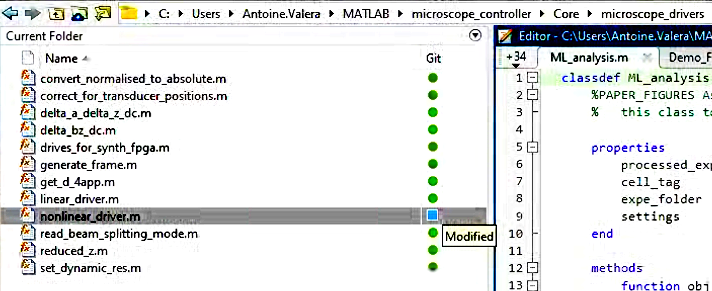 C: ▸ Users ▸ Antoine.Valera ▸ MATLAB ▸ microscope_controller ▸ Core ▸ microscope_drivers
Current Folder
Name
Git
convert_normalised_to_absolute.m
correct_for_transducer_positions.m
delta_a_delta_z_dc.m
delta_bz_dc.m
drives_for_synth_fpga.m
generate_frame.m
get_d_4app.m
linear_driver.m
nonlinear_driver.m
read_beam_splitting_mode.m
reduced_z.m
set_dynamic_res.m
Modified
Editor - C:\Users\Antoine.Valera\MA
+34 ML_analysis.m Demo_F
1 classdef ML_analysis
2 %PAPER_FIGURES As
3 % this class to
4
5 properties
6 processed_exp
7 cell_tag
8 expe_folder
9 settings
10 end
11
12 methods
13 function obj